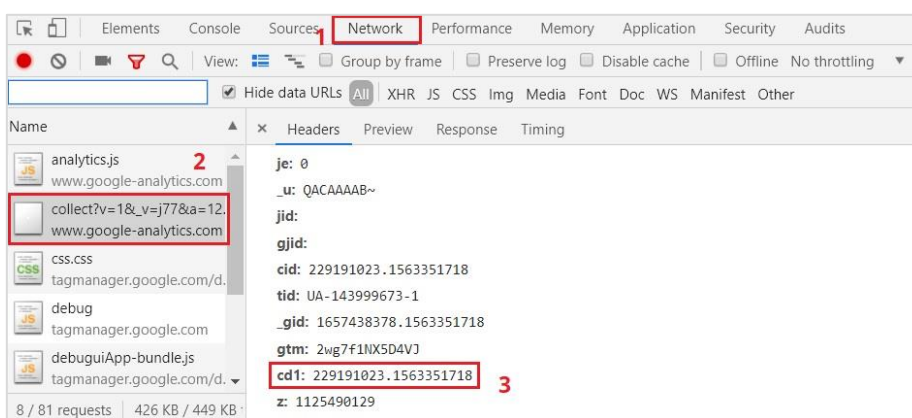 Elements Console Sources 1 Network Performance Memory Application Security Audits
View: Group by frame Preserve log Disable cache Offline No throttling
Hide data URLs All XHR JS CSS Img Media Font Doc WS Manifest Other
Name
Headers Preview Response Timing
analytics.js
www.google-analytics.com
2
collect?v=1&_v=j77&a=12.
www.google-analytics.com
css.css
tagmanager.google.com/d.
debug
tagmanager.google.com
debuguiApp-bundle.js
tagmanager.google.com/d.
8 / 81 requests 426 KB / 449 KB
je: 0
_u: QACAAAAB~
jid:
gjid:
cid: 229191023.1563351718
tid: UA-143999673-1
_gid: 1657438378.1563351718
gtm: 2wg7f1NX5D4VJ
cd1: 229191023.1563351718
3
z: 1125490129